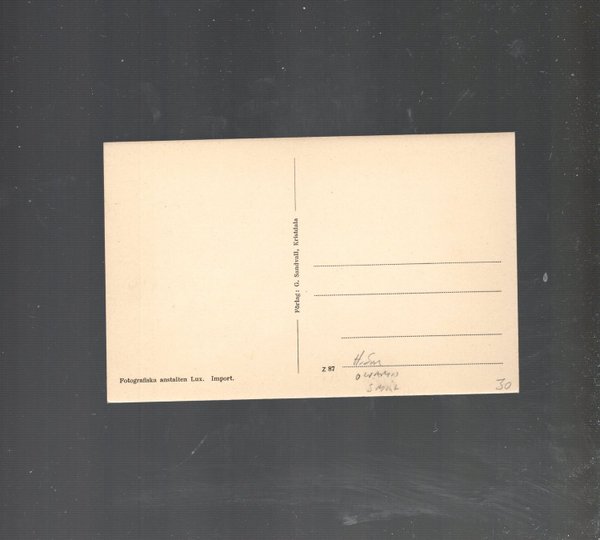 Förlag: G. Sandvall, Kristdala
Z 87
Fotografiska anstalten Lux. Import.
30